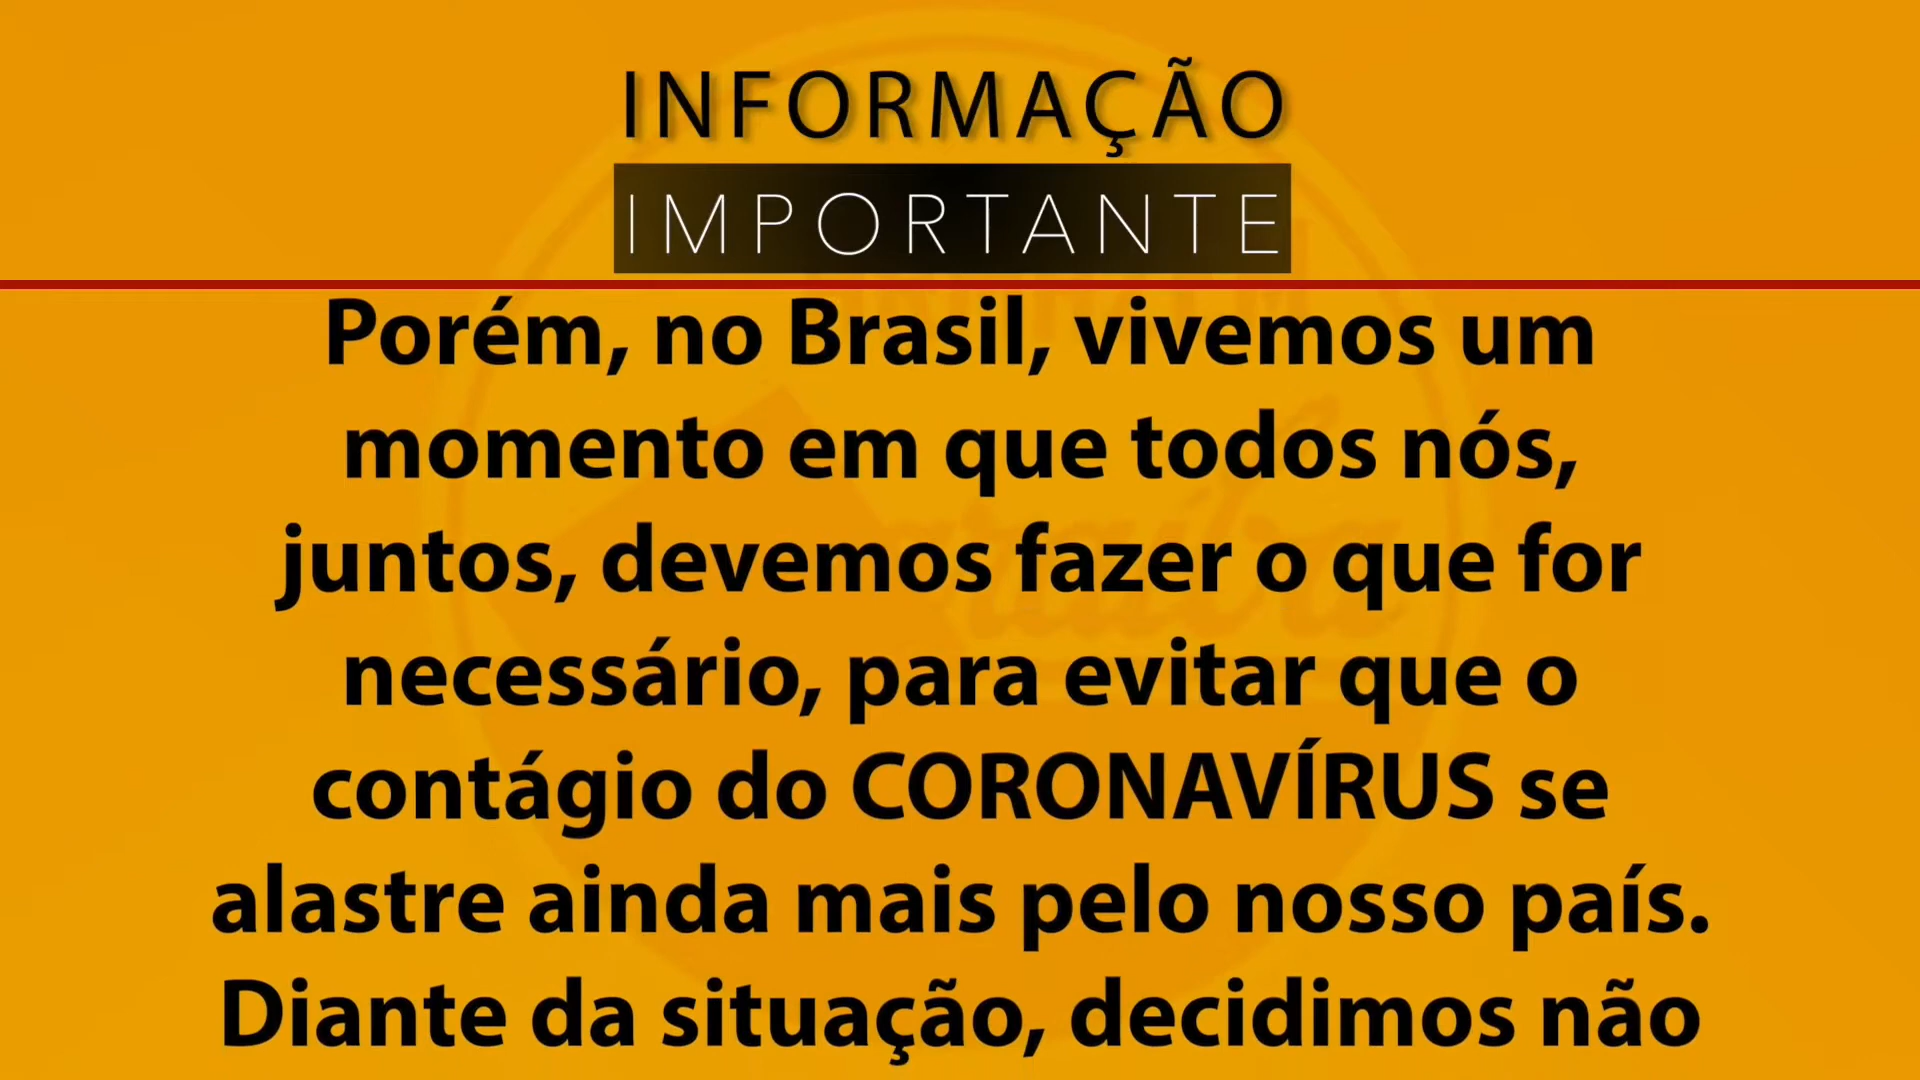 INFORMAÇÃO
IMPORTANTE
Porém, no Brasil, vivemos um
momento em que todos nós,
juntos, devemos fazer o que for
necessário, para evitar que o
contágio do CORONAVÍRUS se
alastre ainda mais pelo nosso país.
Diante da situação, decidimos não